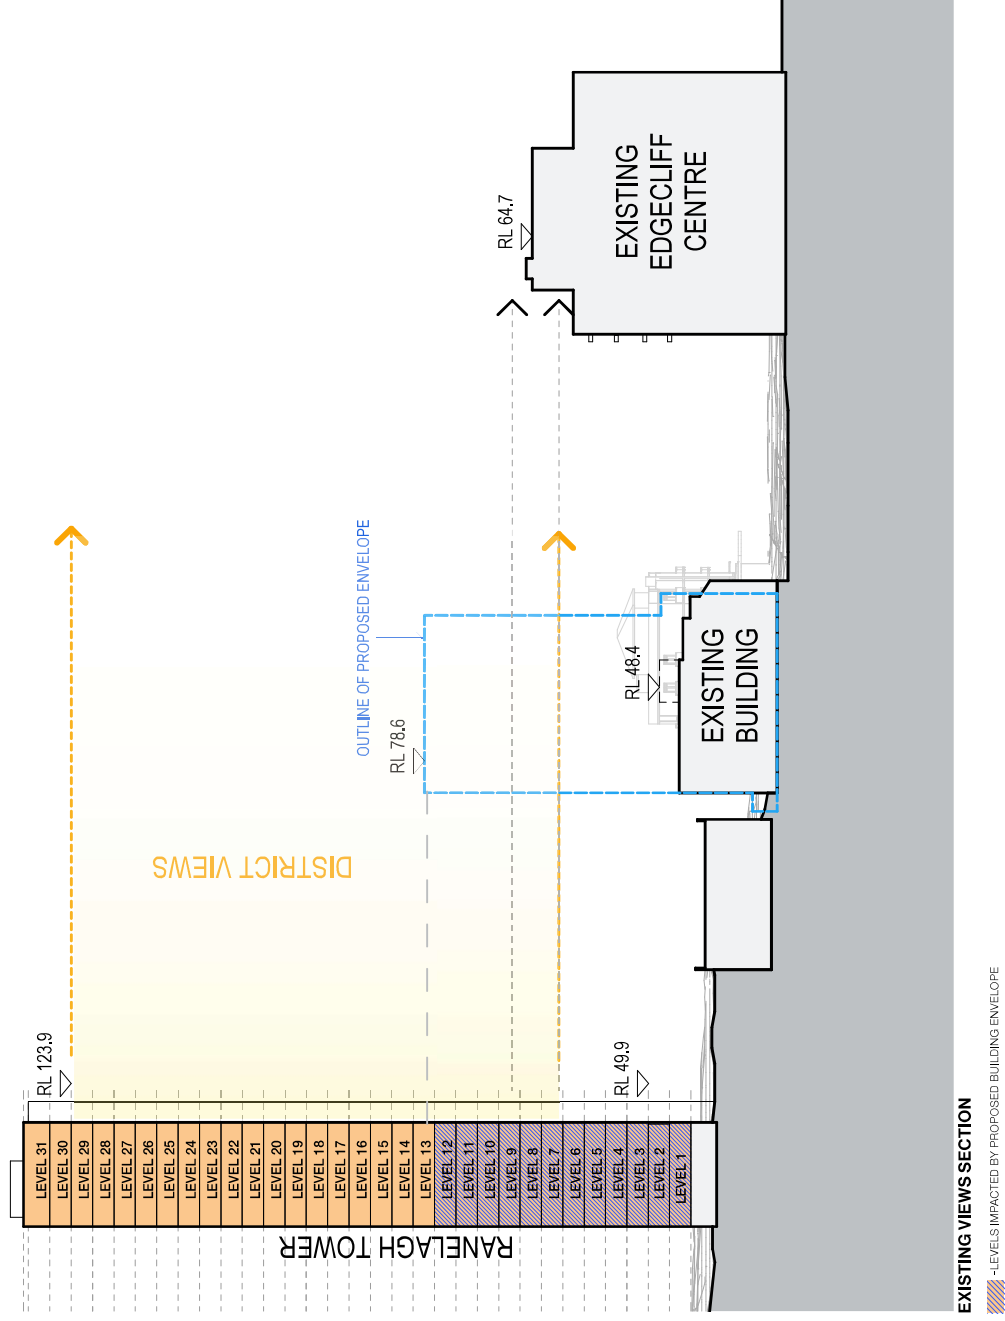 RL 123.9
LEVEL 31
LEVEL 30
LEVEL 29
LEVEL 28
LEVEL 27
LEVEL 26
LEVEL 25
LEVEL 24
LEVEL 23
LEVEL 22
LEVEL 21
LEVEL 20
LEVEL 19
LEVEL 18
LEVEL 17
LEVEL 16
LEVEL 15
LEVEL 14
LEVEL 13
LEVEL 12
LEVEL 11
LEVEL 10
LEVEL 9
LEVEL 8
LEVEL 7
LEVEL 6
LEVEL 5
LEVEL 4
LEVEL 3
LEVEL 2
LEVEL 1
RANELAGH TOWER
RL 49.9
DISTRICT VIEWS
OUTLINE OF PROPOSED ENVELOPE
RL 78.6
RL 48.4
EXISTING
BUILDING
RL 64.7
EXISTING
EDGECLIFF
CENTRE
EXISTING VIEWS SECTION
-LEVELS IMPACTED BY PROPOSED BUILDING ENVELOPE